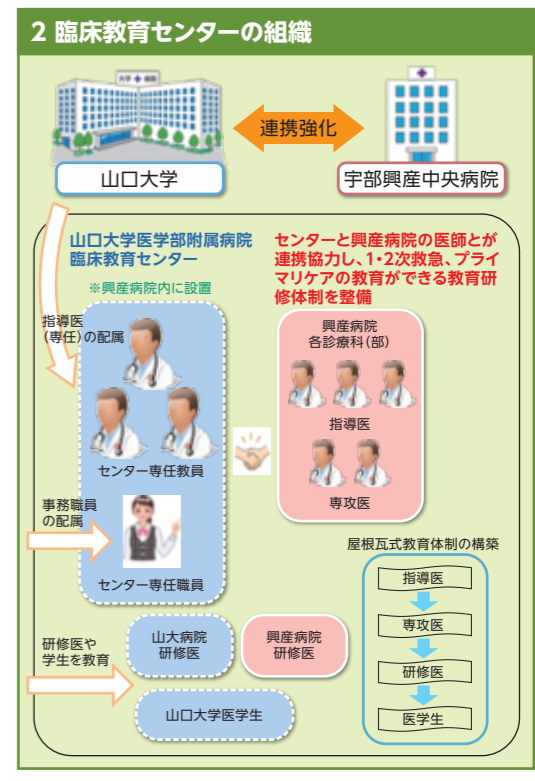 2 臨床教育センターの組織
大学 病院
連携強化
山口大学
宇部興産中央病院
山口大学医学部附属病院
臨床教育センター
※興産病院内に設置
センターと興産病院の医師とが
連携協力し、1・2次救急、プライ
マリケアの教育ができる教育研
修体制を整備
指導医
（専任）の配属
センター専任教員
興産病院
各診療科（部）
指導医
専攻医
事務職員
の配属
センター専任職員
屋根瓦式教育体制の構築
指導医
専攻医
研修医
医学生
研修医や
学生を教育
山大病院
研修医
興産病院
研修医
山口大学医学生